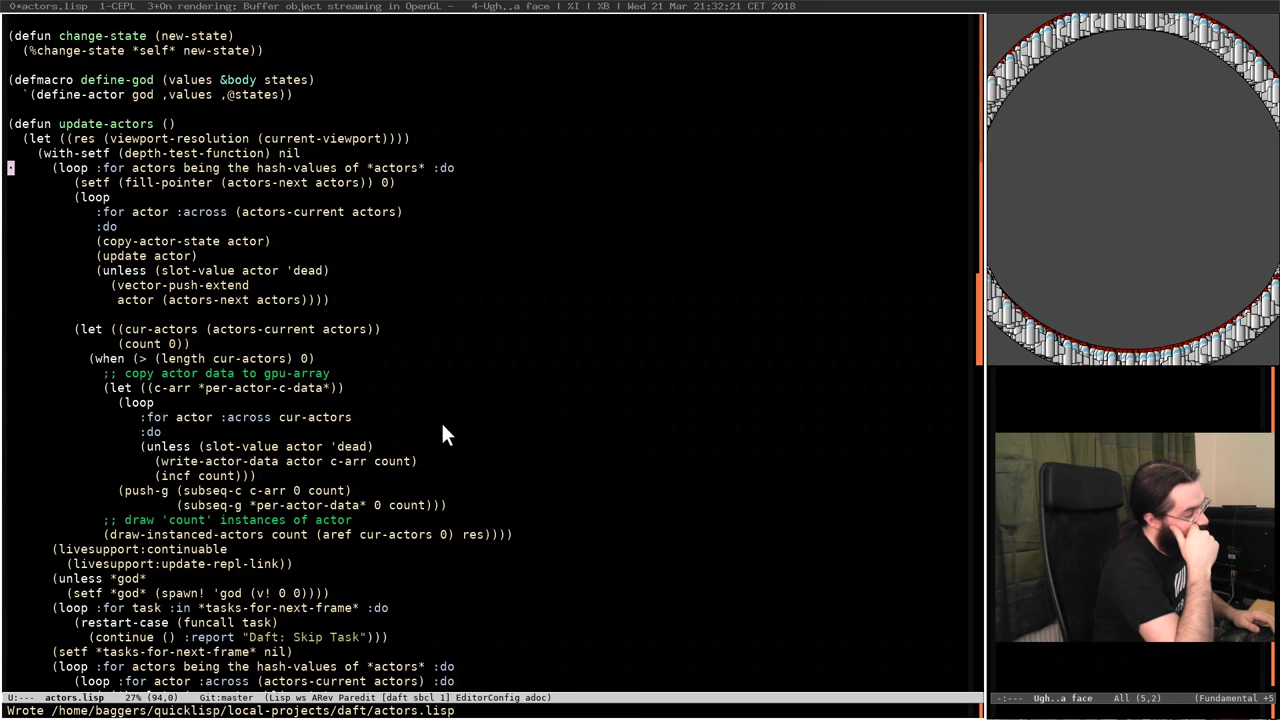 0*actors.lisp  1-CEPL  3+On rendering: Buffer object streaming in OpenGL -  4-Ugh..a face | XI | %B | Wed 21 Mar 21:32:21 CET 2018
(defun change-state (new-state)
  (%change-state *self* new-state))
(defmacro define-god (values &body states)
  `(define-actor god ,values ,@states))
(defun update-actors ()
  (let ((res (viewport-resolution (current-viewport))))
    (with-setf (depth-test-function) nil
      (loop :for actors being the hash-values of *actors* :do
         (setf (fill-pointer (actors-next actors)) 0)
         (loop
            :for actor :across (actors-current actors)
            :do
            (copy-actor-state actor)
            (update actor)
            (unless (slot-value actor 'dead)
              (vector-push-extend
               actor (actors-next actors))))
         (let ((cur-actors (actors-current actors))
               (count 0))
           (when (> (length cur-actors) 0)
             ;; copy actor data to gpu-array
             (let ((c-arr *per-actor-c-data*))
               (loop
                  :for actor :across cur-actors
                  :do
                  (unless (slot-value actor 'dead)
                    (write-actor-data actor c-arr count)
                    (incf count)))
               (push-g (subseq-c c-arr 0 count)
                       (subseq-g *per-actor-data* 0 count)))
             ;; draw 'count' instances of actor
             (draw-instanced-actors count (aref cur-actors 0) res))))
      (livesupport:continuable
        (livesupport:update-repl-link))
      (unless *god*
        (setf *god* (spawn! 'god (v! 0 0))))
      (loop :for task :in *tasks-for-next-frame* :do
         (restart-case (funcall task)
           (continue () :report "Daft: Skip Task")))
      (setf *tasks-for-next-frame* nil)
      (loop :for actors being the hash-values of *actors* :do
         (loop :for actor :across (actors-current actors) :do
U:---  actors.lisp    27% (94,0)    Git:master  (Lisp ws ARev Paredit [daft sbcl 1] EditorConfig adoc)
-:---  Ugh..a face    All (5,2)    (Fundamental +5
Wrote /home/baggers/quicklisp/local-projects/daft/actors.lisp